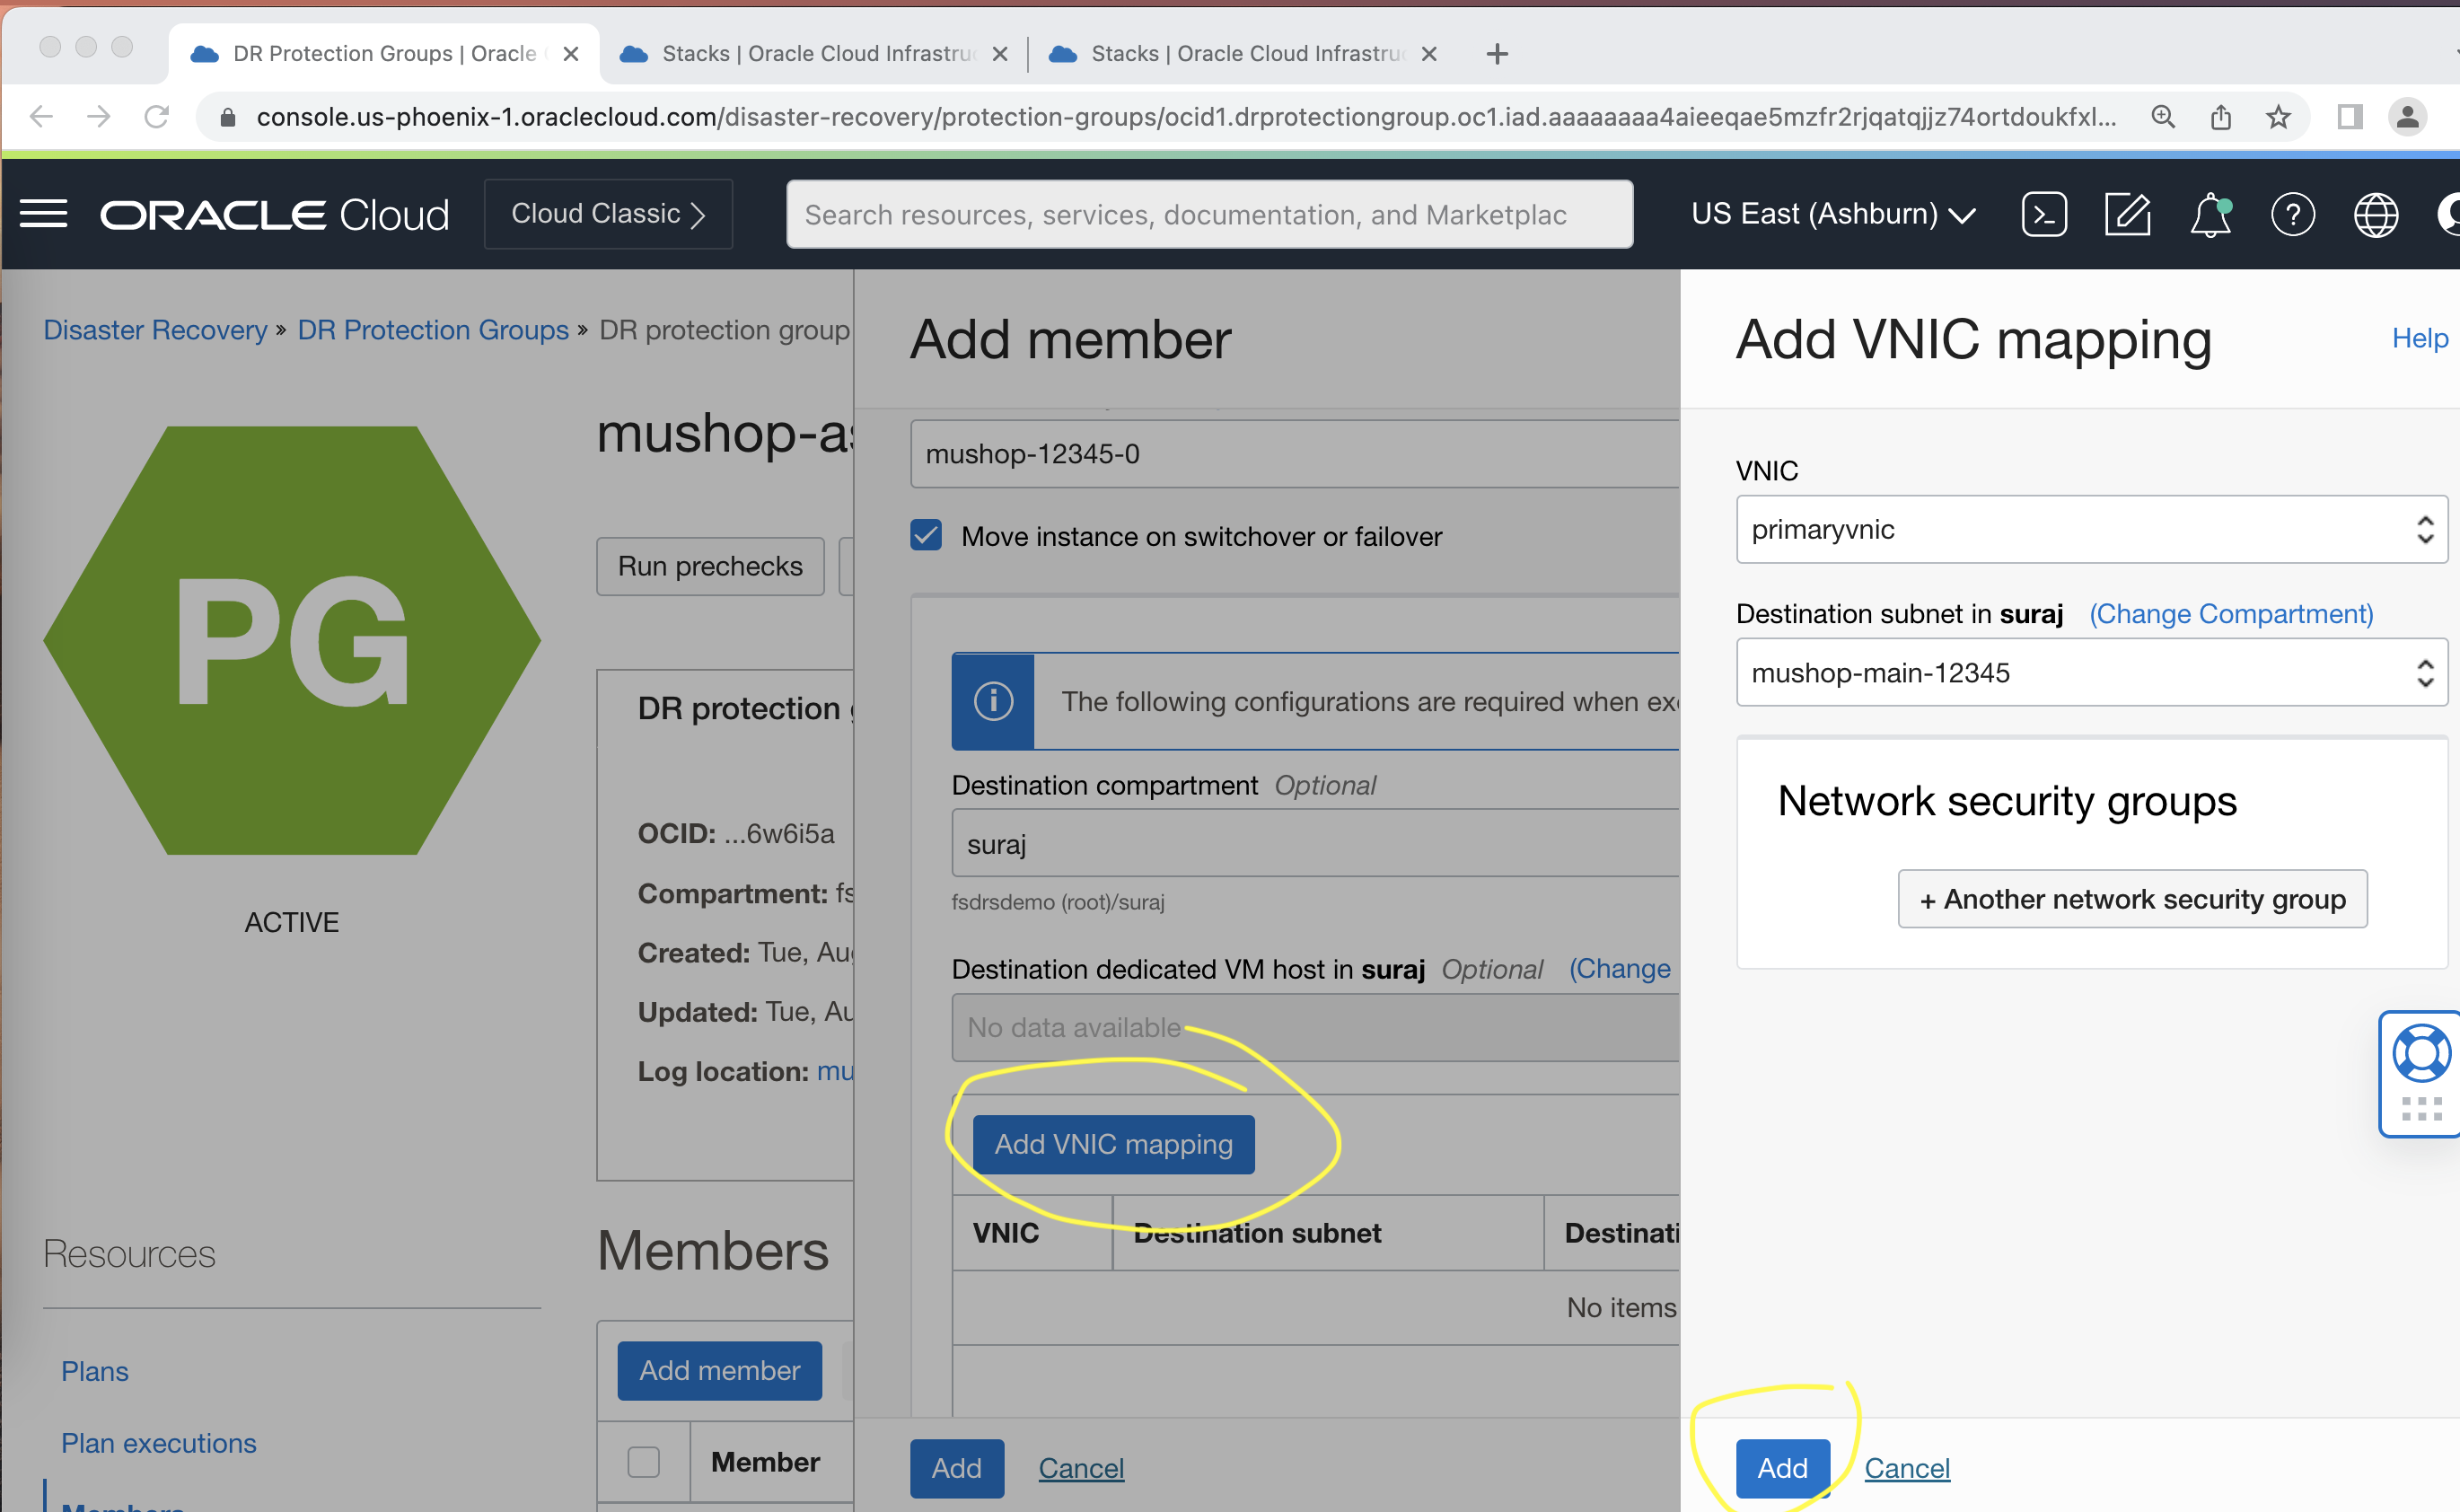 DR Protection Groups | Oracle
Stacks | Oracle Cloud Infrastru
Stacks | Oracle Cloud Infrastru
console.us-phoenix-1.oraclecloud.com/disaster-recovery/protection-groups/ocid1.drprotectiongroup.oc1.iad.aaaaaaaa4aieeqae5mzfr2rjqatqjjz74ortdoukfxl...
ORACLE Cloud
Cloud Classic
Search resources, services, documentation, and Marketplac
US East (Ashburn)
Disaster Recovery » DR Protection Groups » DR protection group
PG
ACTIVE
Resources
Plans
Plan executions
Members
mushop-as
Run prechecks
DR protection
OCID: ...6w6i5a
Compartment: fs
Created: Tue, Aug
Updated: Tue, Au
Log location: mu
Members
Add member
Member
Add member
mushop-12345-0
Move instance on switchover or failover
The following configurations are required when ex
Destination compartment Optional
suraj
fsdrsdemo (root)/suraj
Destination dedicated VM host in suraj Optional (Change
No data available
Add VNIC mapping
VNIC
Destination subnet
Destinati
No items
Add
Cancel
Add VNIC mapping
Help
VNIC
primaryvnic
Destination subnet in suraj (Change Compartment)
mushop-main-12345
Network security groups
+ Another network security group
Add
Cancel